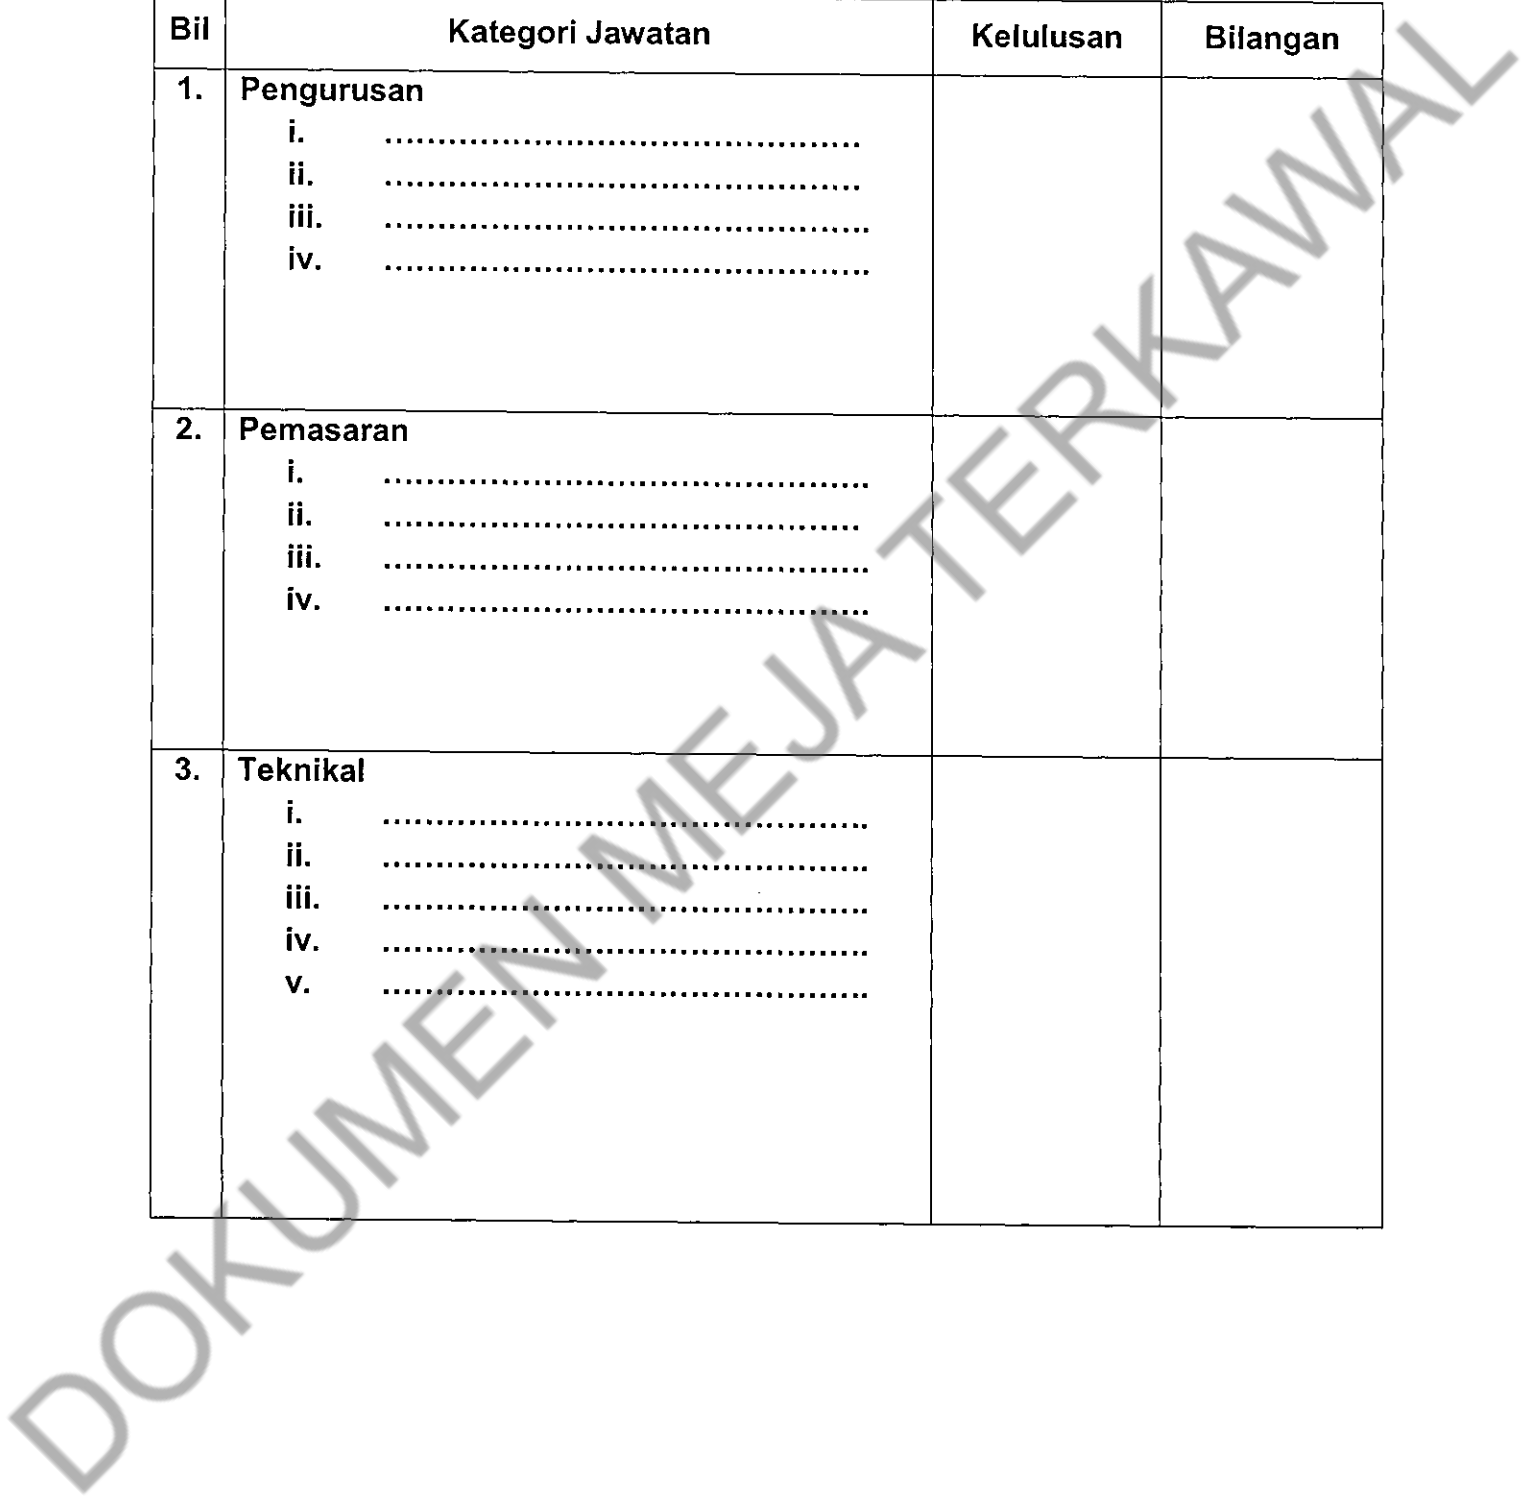 Bil Kategori Jawatan Kelulusan Bilangan
1. Pengurusan
i. ............................................
ii. ............................................
iii. ............................................
iv. ............................................
2. Pemasaran
i. ............................................
ii. ............................................
iii. ............................................
iv. ............................................
3. Teknikal
i. ............................................
ii. ............................................
iii. ............................................
iv. ............................................
v. ............................................
DOKUMEN MEJA TERKAWAL